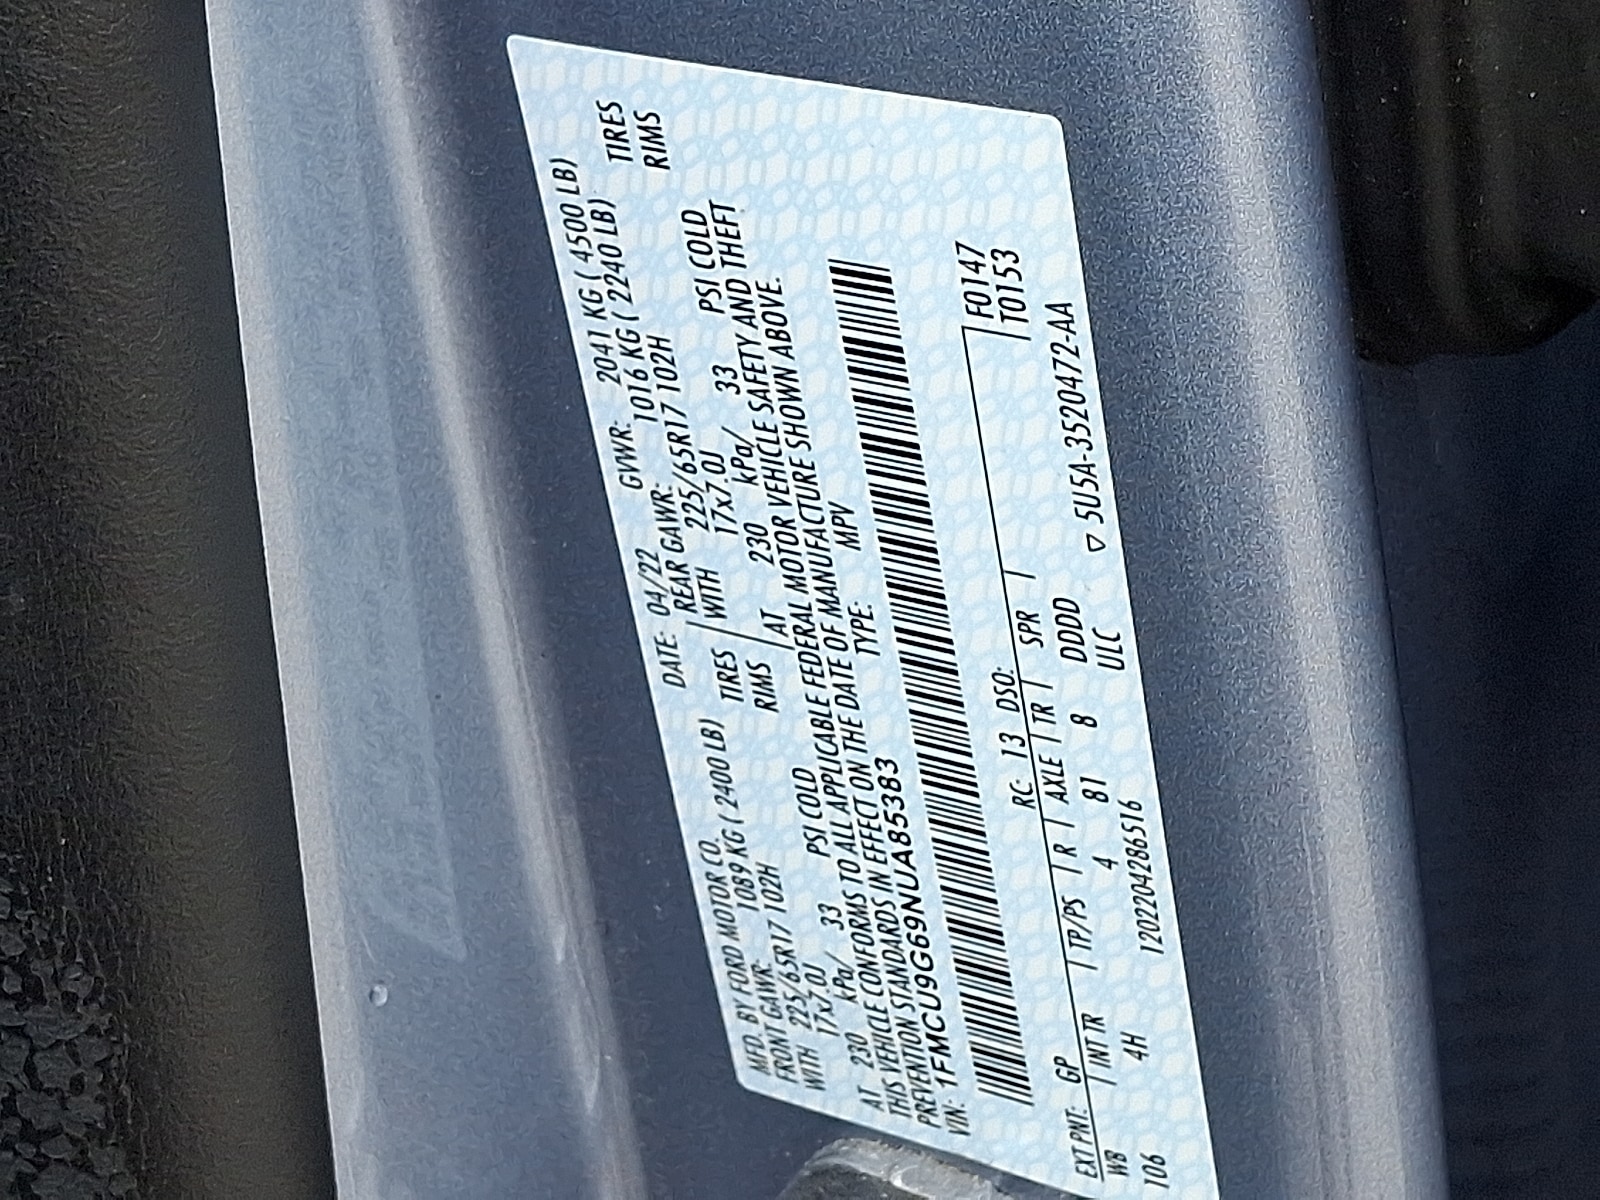 MFD. BY FORD MOTOR CO. DATE: 04/22 GVWR: 2041 KG ( 4500 LB)
FRONT GAWR: 1089 KG ( 2400 LB) REAR GAWR: 1016 KG ( 2240 LB)
WITH 225/65R17 102H TIRES WITH 225/65R17 102H TIRES
17x7.0J RIMS 17x7.0J RIMS
AT 230 kPa/ 33 PSI COLD AT 230 kPa/ 33 PSI COLD
THIS VEHICLE CONFORMS TO ALL APPLICABLE FEDERAL MOTOR VEHICLE SAFETY AND THEFT
PREVENTION STANDARDS IN EFFECT ON THE DATE OF MANUFACTURE SHOWN ABOVE.
VIN: 1FMCU9G69NUA85383 TYPE: MPV
F0147
T0153
EXT PNT: GP RC: 13 DSO:
WB INT TR TP/PS R AXLE TR SPR
106 4H 4 81 8 DDDD
1202204286516 ULC ▽ 5U5A-3520472-AA